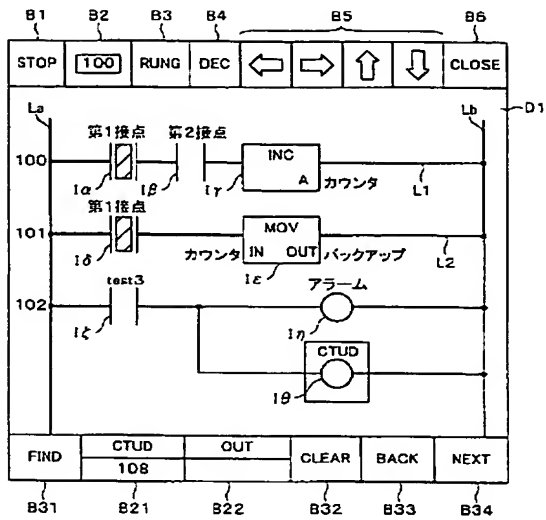 B1 B2 B3 B4 B5 B6
STOP 100 RUNG DEC CLOSE
La Lb D1
第1接点 第2接点
100 INC
A カウンタ
Iα Iβ Iγ L1
第1接点
101 MOV
カウンタ IN OUT バックアップ
Iδ Iε L2
test3 アラーム
102
Iζ Iη
CTUD
Iθ
FIND CTUD OUT CLEAR BACK NEXT
108
B31 B21 B22 B32 B33 B34